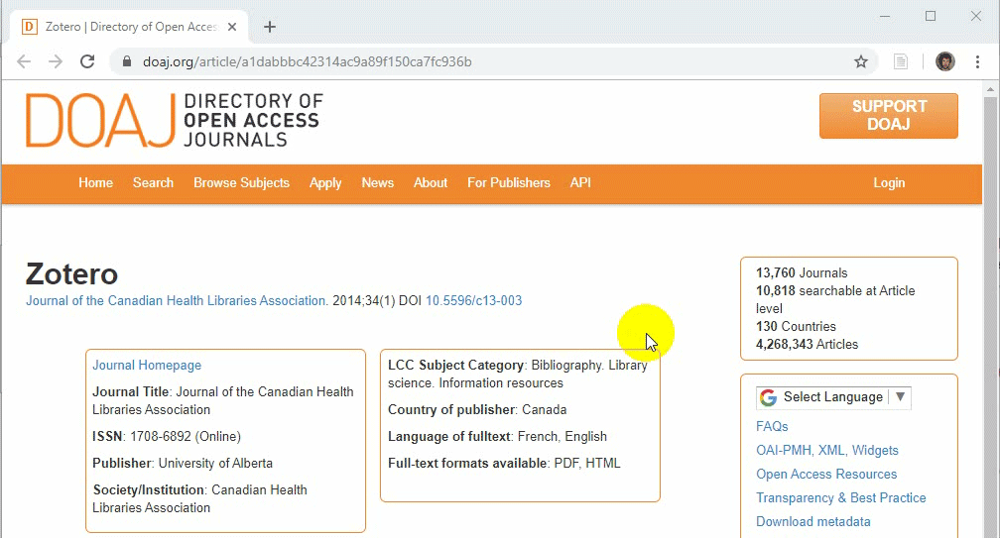 D Zotero | Directory of Open Acces
doaj.org/article/a1dabbbc42314ac9a89f150ca7fc936b
DOAJ DIRECTORY OF
OPEN ACCESS
JOURNALS
SUPPORT
DOAJ
Home Search Browse Subjects Apply News About For Publishers API Login
Zotero
Journal of the Canadian Health Libraries Association. 2014;34(1) DOI 10.5596/c13-003
Journal Homepage
Journal Title: Journal of the Canadian Health
Libraries Association
ISSN: 1708-6892 (Online)
Publisher: University of Alberta
Society/Institution: Canadian Health
Libraries Association
LCC Subject Category: Bibliography. Library
science. Information resources
Country of publisher: Canada
Language of fulltext: French, English
Full-text formats available: PDF, HTML
13,760 Journals
10,818 searchable at Article
level
130 Countries
4,268,343 Articles
G Select Language ▼
FAQs
OAI-PMH, XML, Widgets
Open Access Resources
Transparency & Best Practice
Download metadata